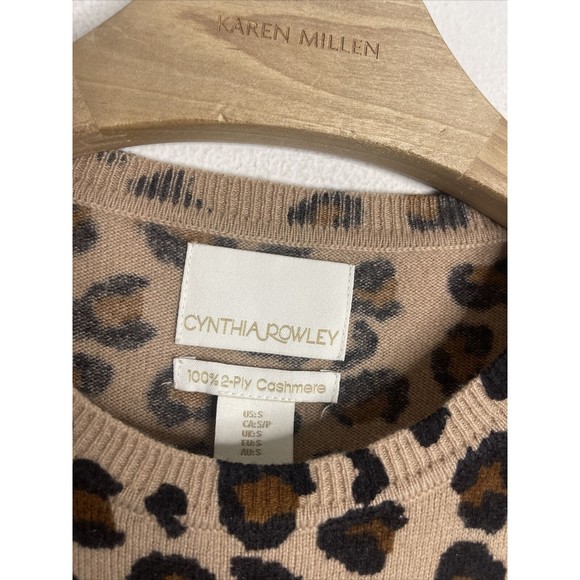 KAREN MILLEN
CYNTHIA ROWLEY
100% 2-Ply Cashmere
US:S
CA:S/P
UK:S
EU:S
AU:S